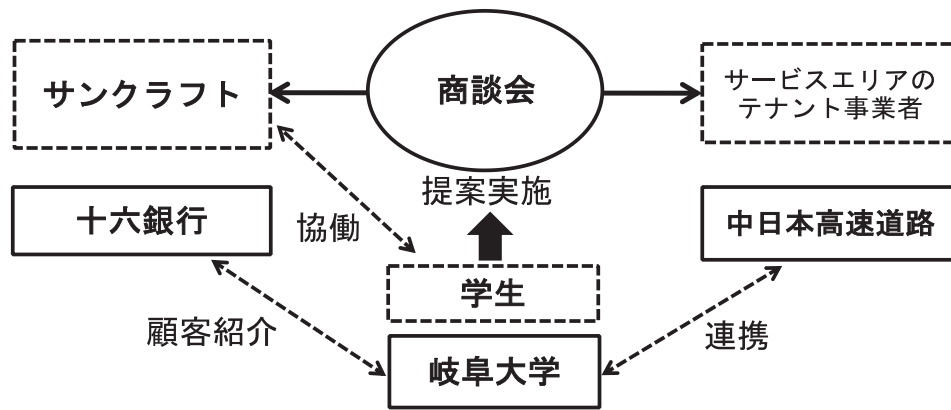 商談会
サンクラフト
サービスエリアの
テナント事業者
提案実施
十六銀行
協働
中日本高速道路
学生
顧客紹介
連携
岐阜大学